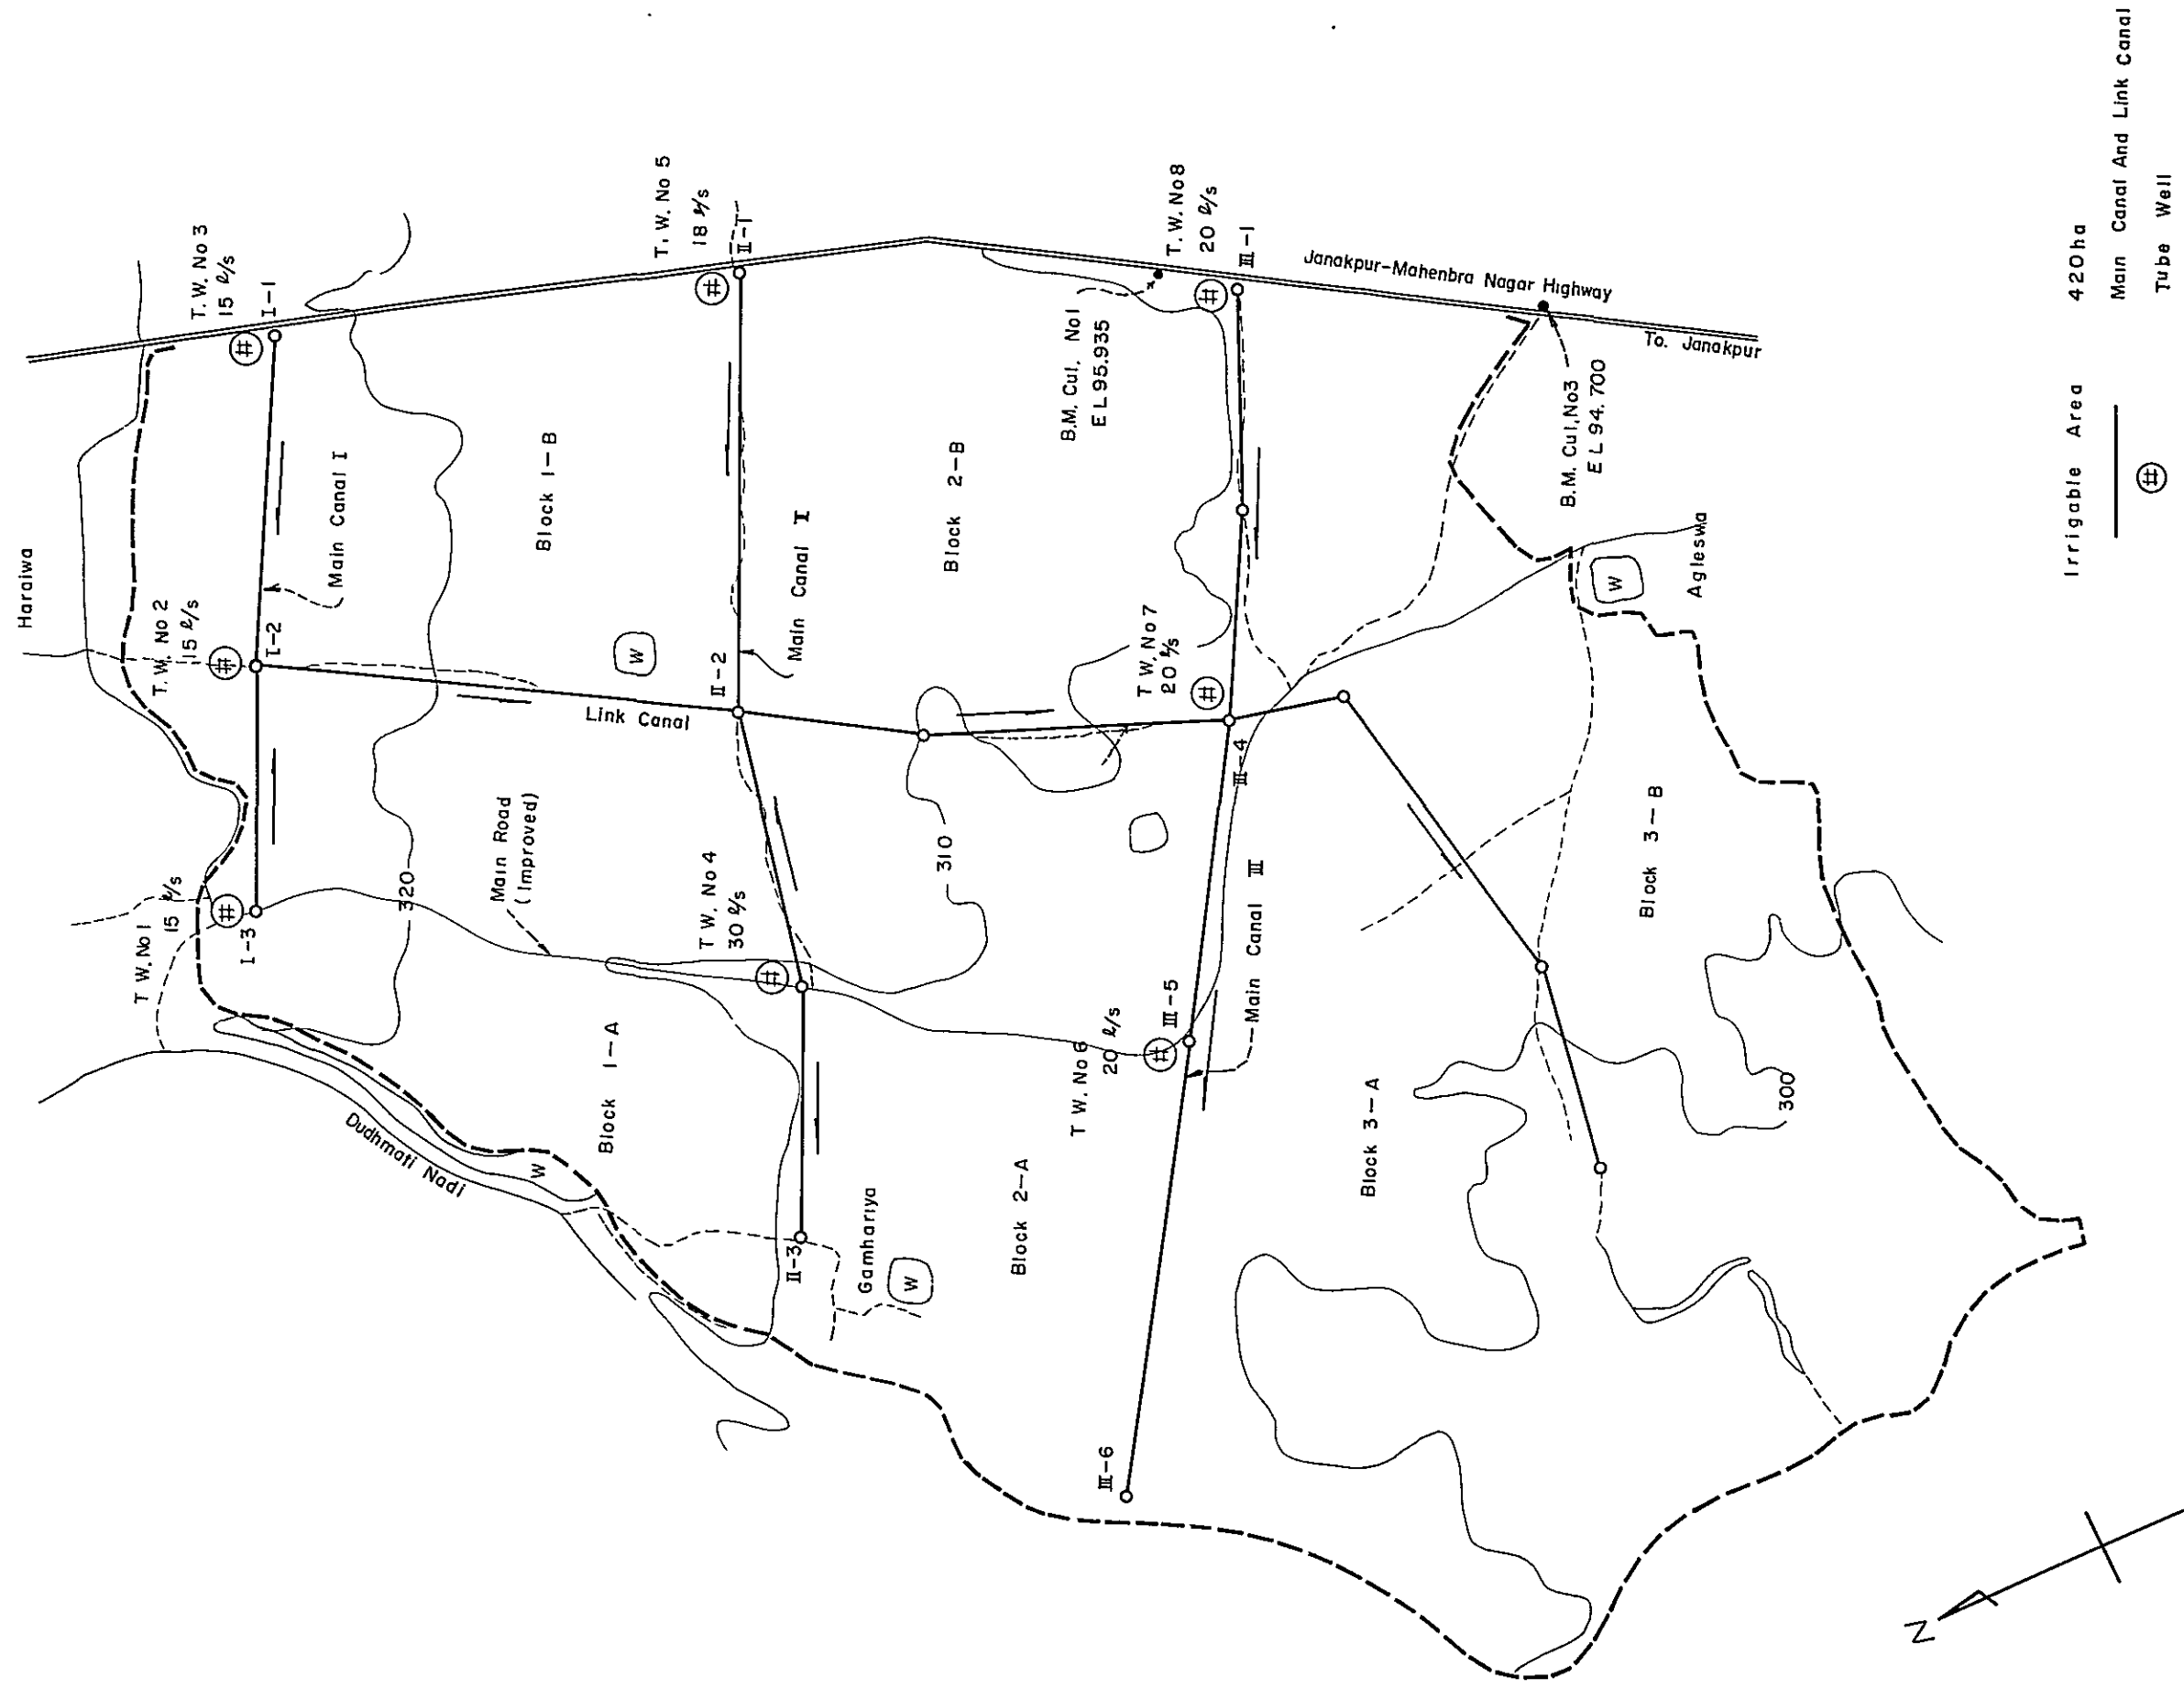 Haraiwa
T. W. No 3
15 ℓ/s
I-1
T. W. No 2
15 ℓ/s
I-2
T W. No 1
15 ℓ/s
I-3
Main Canal I
Block 1-B
T. W. No 5
18 ℓ/s
II-1
II-2
Main Canal I
W
Link Canal
320
Main Road
(Improved)
T W. No 4
30 ℓ/s
Block 1-A
Dudhmati Nadi
W
II-3
Gamhariya
W
Block 2-B
Block 2-A
310
B.M. Cul. No1
EL 95.935
T. W. No8
20 ℓ/s
III-1
T W. No 7
20 ℓ/s
III-4
T W. No 6
20 ℓ/s
III-5
Main Canal III
III-6
Janakpur-Mahenbra Nagar Highway
To. Janakpur
B.M. Cul. No3
EL 94.700
W
Agleswa
Block 3-B
Block 3-A
300
N
Irrigable Area 420ha
Main Canal And Link Canal
Tube Well